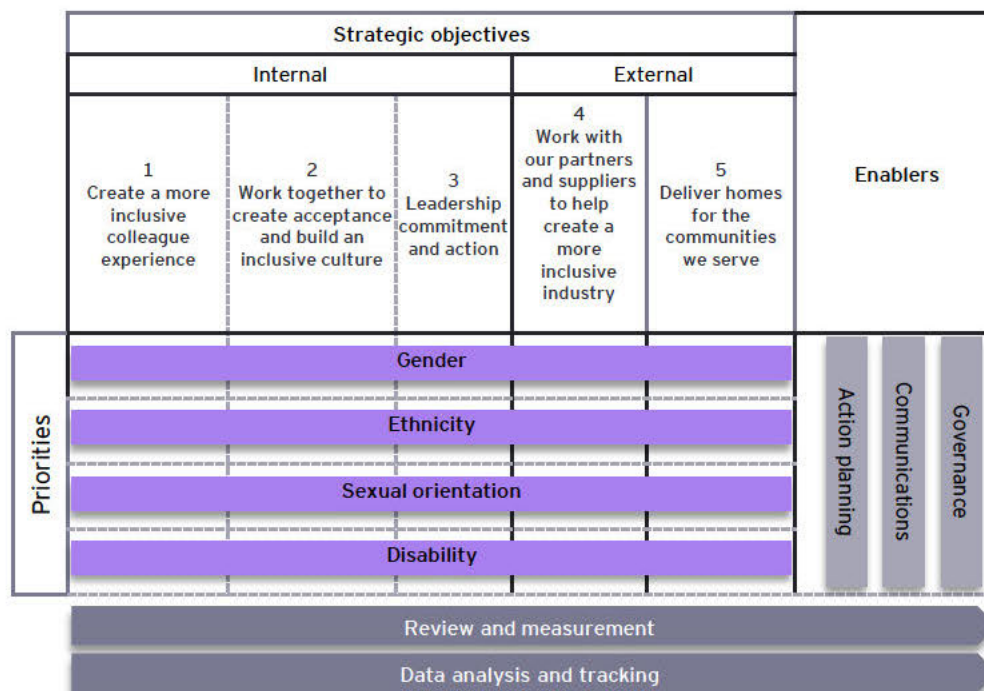 Strategic objectives
Internal
External
Enablers
1
Create a more
inclusive
colleague
experience
2
Work together to
create acceptance
and build an
inclusive culture
3
Leadership
commitment
and action
4
Work with
our partners
and suppliers
to help
create a
more
inclusive
industry
5
Deliver homes
for the
communities
we serve
Priorities
Gender
Ethnicity
Sexual orientation
Disability
Action planning
Communications
Governance
Review and measurement
Data analysis and tracking